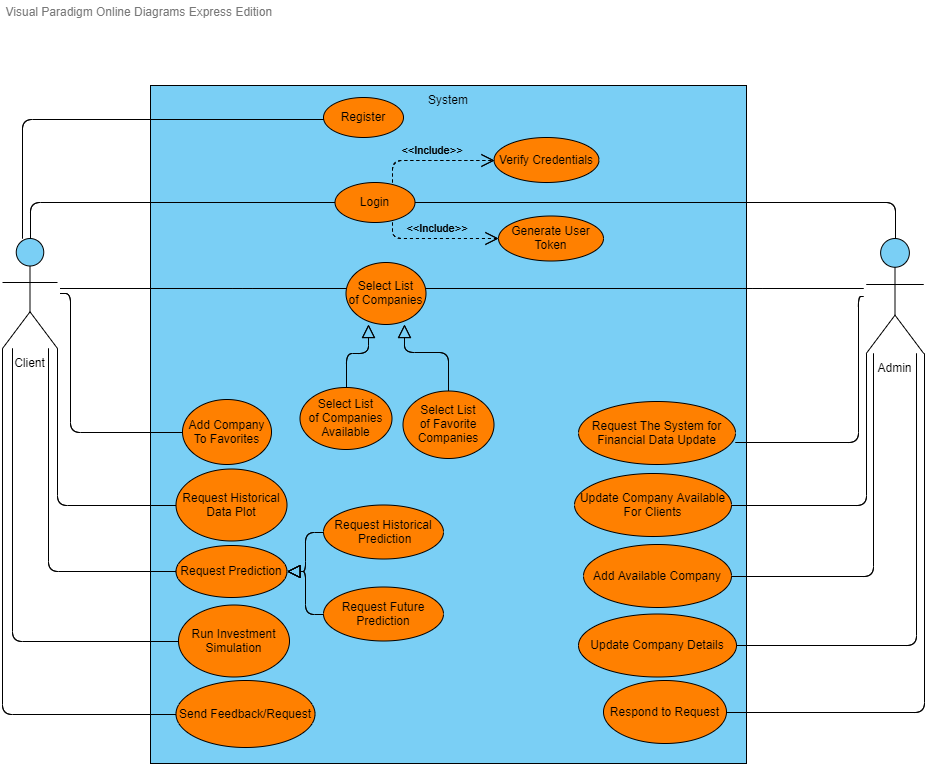 Visual Paradigm Online Diagrams Express Edition
System
Register
<<Include>>
Verify Credentials
Login
<<Include>>
Generate User
Token
Select List
of Companies
Client
Admin
Select List
of Companies
Available
Select List
of Favorite
Companies
Add Company
To Favorites
Request The System for
Financial Data Update
Request Historical
Data Plot
Update Company Available
For Clients
Request Historical
Prediction
Request Prediction
Add Available Company
Request Future
Prediction
Run Investment
Simulation
Update Company Details
Send Feedback/Request
Respond to Request